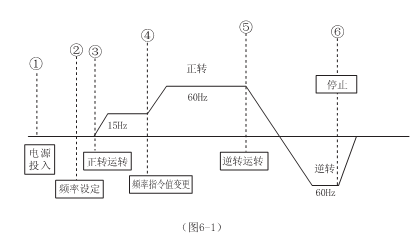 ①
②
③
④
⑤
⑥
正转
60Hz
15Hz
停止
电源
投入
正转运转
频率设定
频率指令值变更
逆转运转
逆转
60Hz
(图6-1)